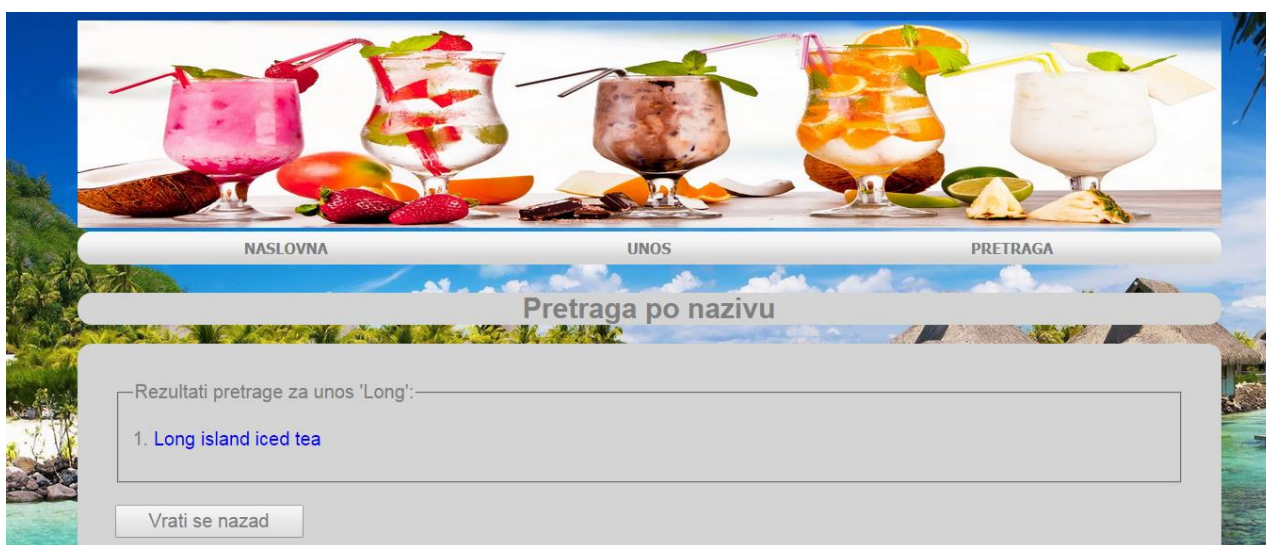 NASLOVNA UNOS PRETRAGA
Pretraga po nazivu
Rezultati pretrage za unos 'Long':
1. Long island iced tea
Vrati se nazad